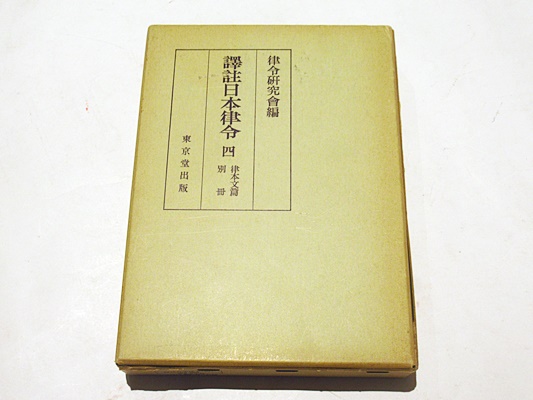 律令研究會編
譯註日本律令 四
律本文篇
別冊
東京堂出版